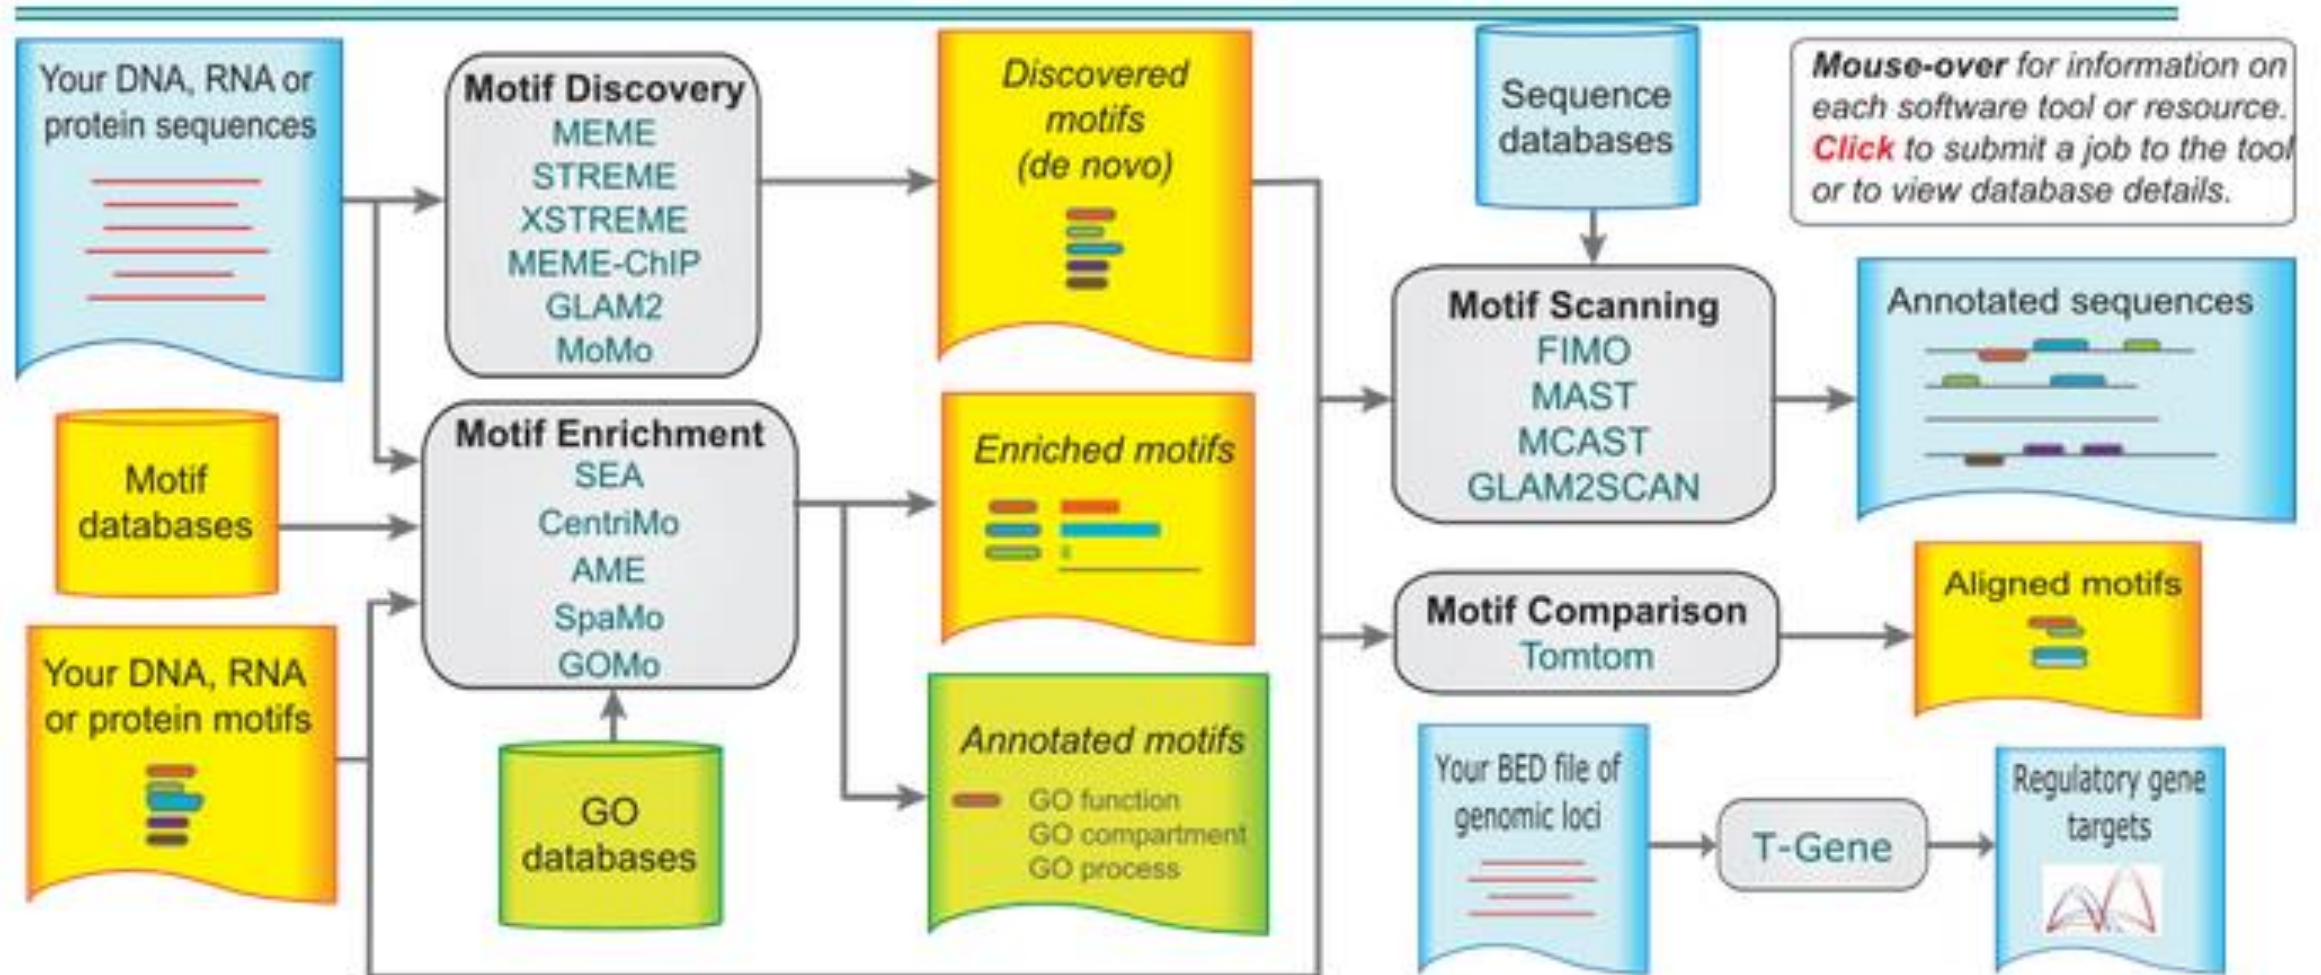 Your DNA, RNA or
protein sequences
Motif Discovery
MEME
STREME
XSTREME
MEME-ChIP
GLAM2
MoMo
Discovered
motifs
(de novo)
Sequence
databases
Mouse-over for information on
each software tool or resource.
Click to submit a job to the tool
or to view database details.
Motif Scanning
FIMO
MAST
MCAST
GLAM2SCAN
Annotated sequences
Motif
databases
Motif Enrichment
SEA
CentriMo
AME
SpaMo
GOMo
Enriched motifs
Motif Comparison
Tomtom
Aligned motifs
Your DNA, RNA
or protein motifs
GO
databases
Annotated motifs
GO function
GO compartment
GO process
Your BED file of
genomic loci
T-Gene
Regulatory gene
targets